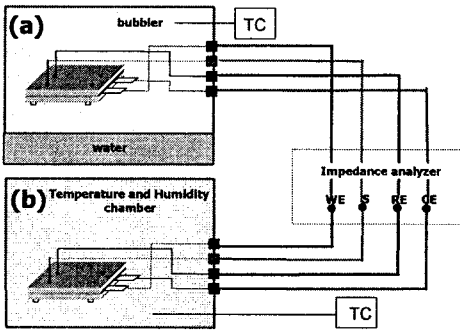 (a)
bubbler
TC
water
Impedance analyzer
WE S RE CE
(b)
Temperature and Humidity
chamber
TC